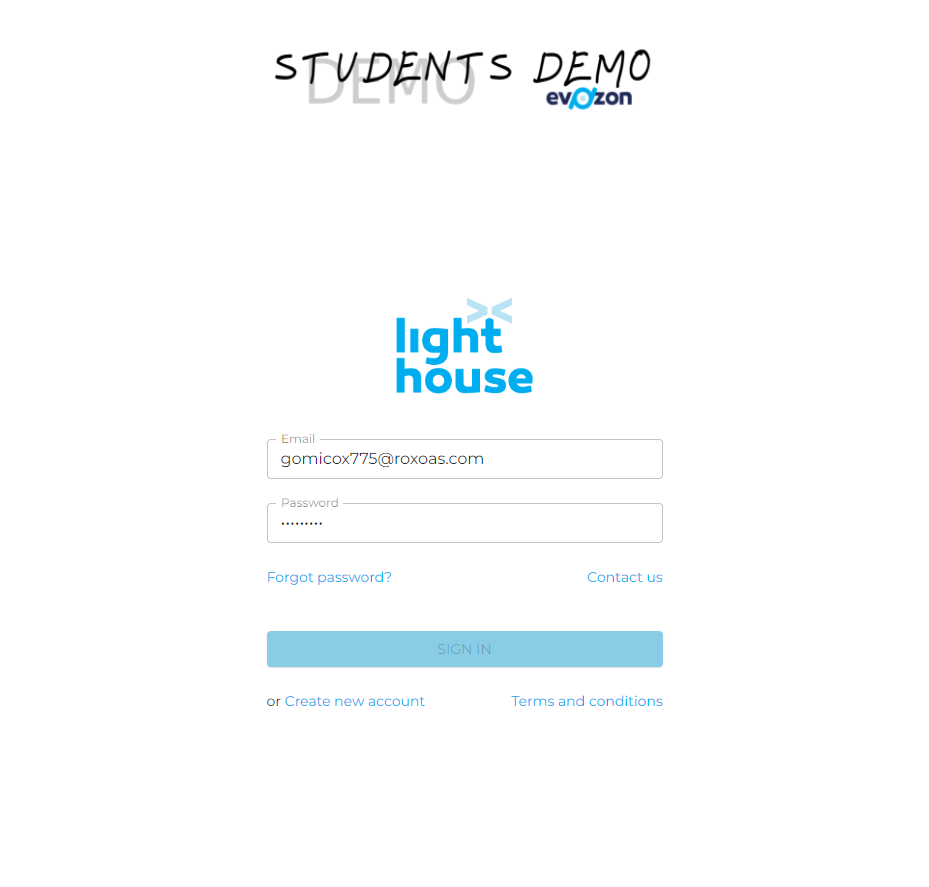 STUDENTS DEMO
DEMO
evozon
light
house
Email
gomicox775@roxoas.com
Password
•••••••••
Forgot password? Contact us
SIGN IN
or Create new account Terms and conditions